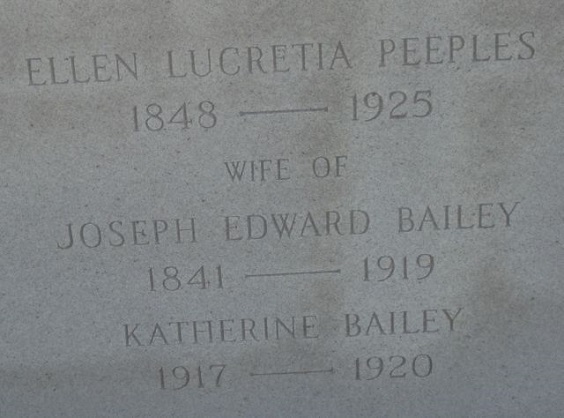 ELLEN LUCRETIA PEEPLES
1848 — 1925
WIFE OF
JOSEPH EDWARD BAILEY
1841 — 1919
KATHERINE BAILEY
1917 — 1920